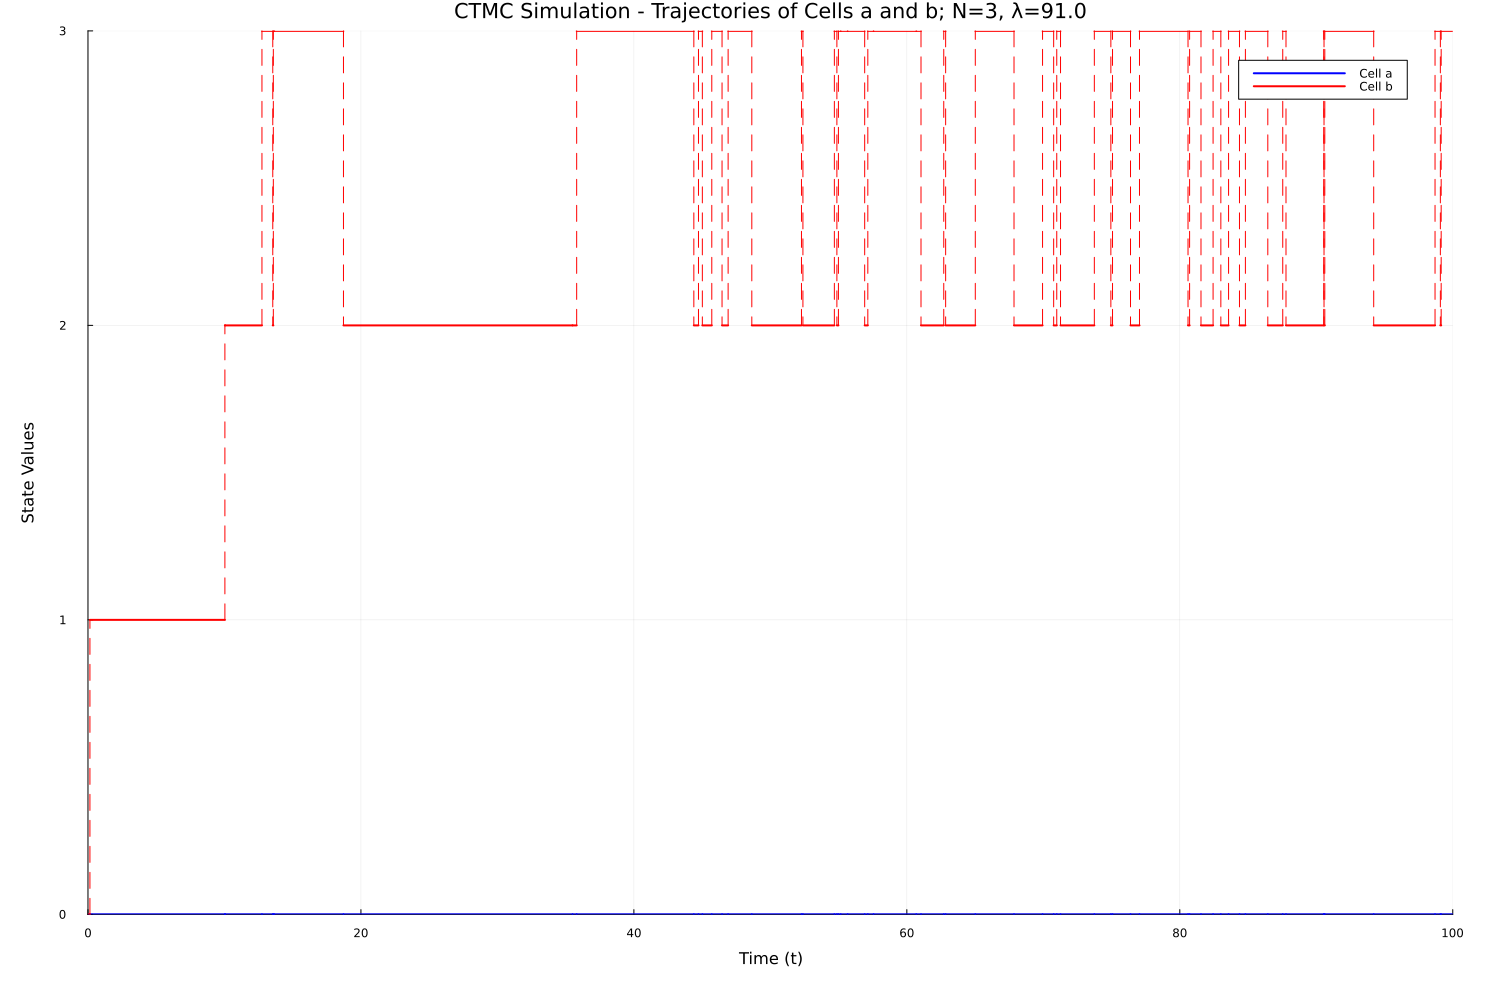 CTMC Simulation - Trajectories of Cells a and b; N=3, λ=91.0
3
Cell a
Cell b
2
State Values
1
0
0 20 40 60 80 100
Time (t)